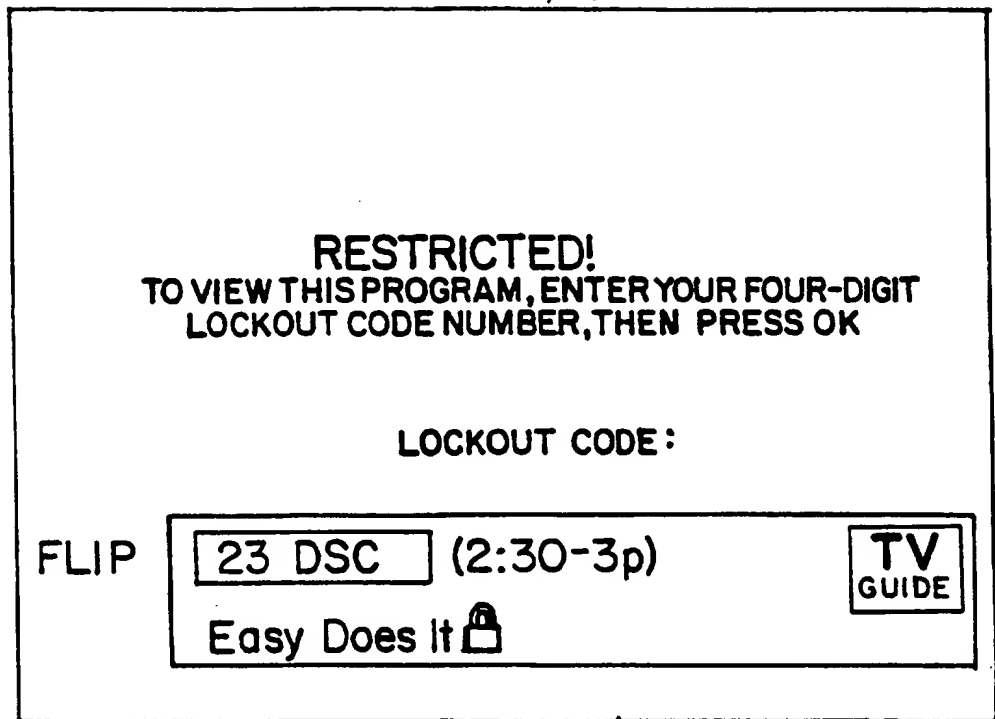 RESTRICTED!
TO VIEW THIS PROGRAM, ENTER YOUR FOUR-DIGIT
LOCKOUT CODE NUMBER, THEN PRESS OK
LOCKOUT CODE:
FLIP 23 DSC (2:30-3p) TV GUIDE
Easy Does It